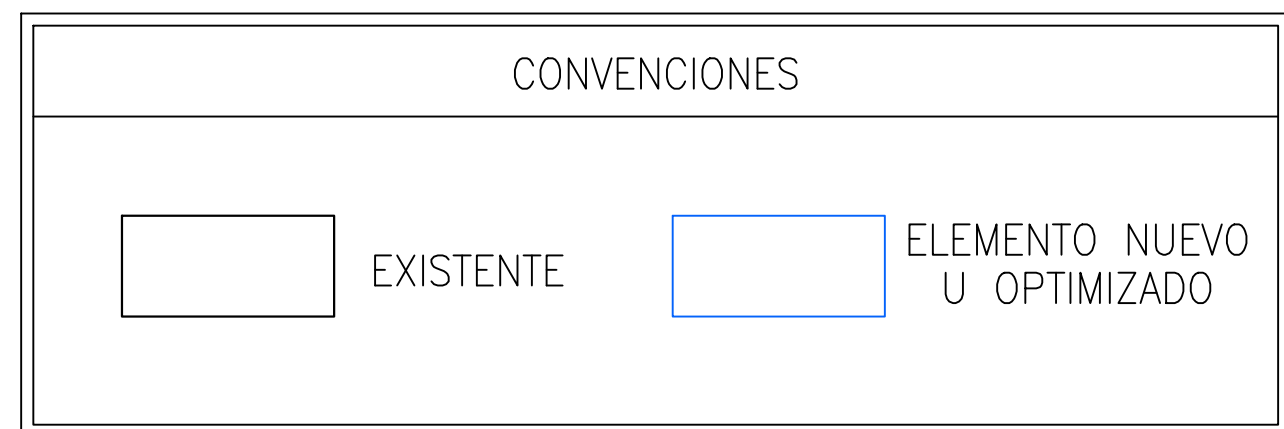 CONVENCIONES
EXISTENTE
ELEMENTO NUEVO
U OPTIMIZADO